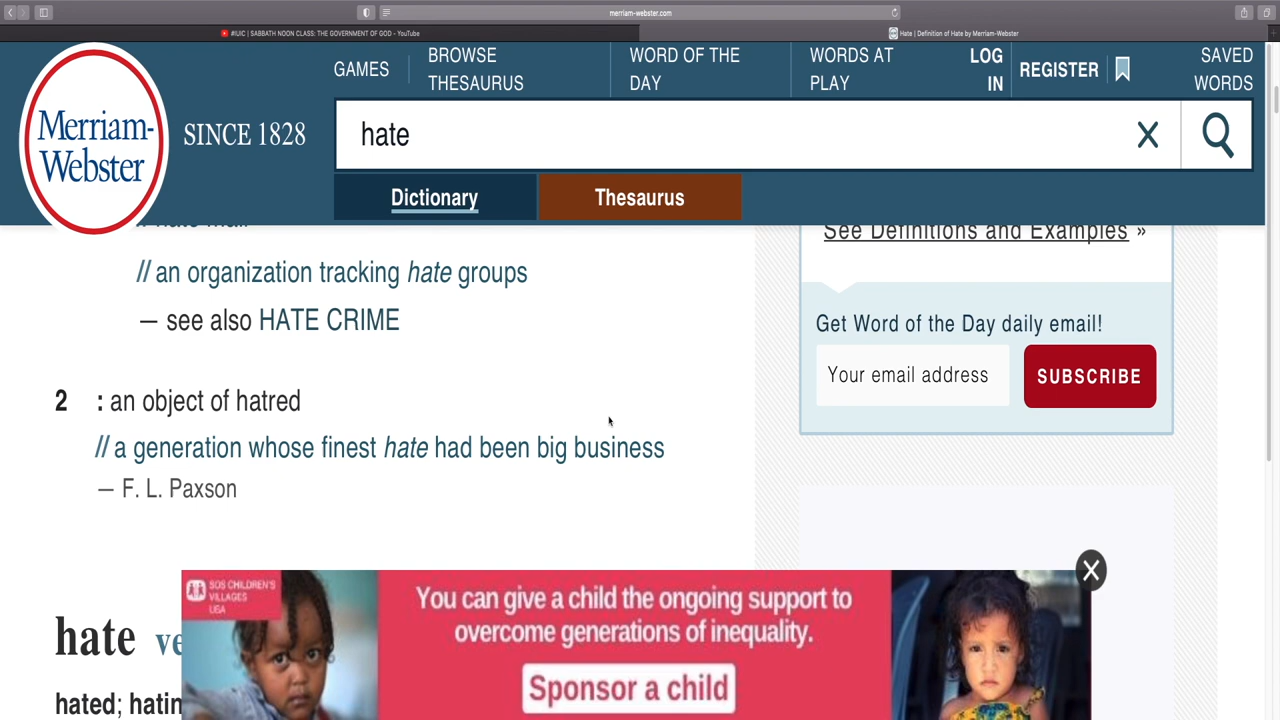 merriam-webster.com
#IUIC | SABBATH NOON CLASS: THE GOVERNMENT OF GOD - YouTube
Hate | Definition of Hate by Merriam-Webster
GAMES
BROWSE
THESAURUS
WORD OF THE
DAY
WORDS AT
PLAY
LOG
IN
REGISTER
SAVED
WORDS
Merriam-
Webster
SINCE 1828
hate
Dictionary
Thesaurus
// an organization tracking hate groups
— see also HATE CRIME
2 : an object of hatred
// a generation whose finest hate had been big business
— F. L. Paxson
See Definitions and Examples »
Get Word of the Day daily email!
Your email address
SUBSCRIBE
hate ve
hated; hatin
SOS CHILDREN'S
VILLAGES
USA
You can give a child the ongoing support to
overcome generations of inequality.
Sponsor a child